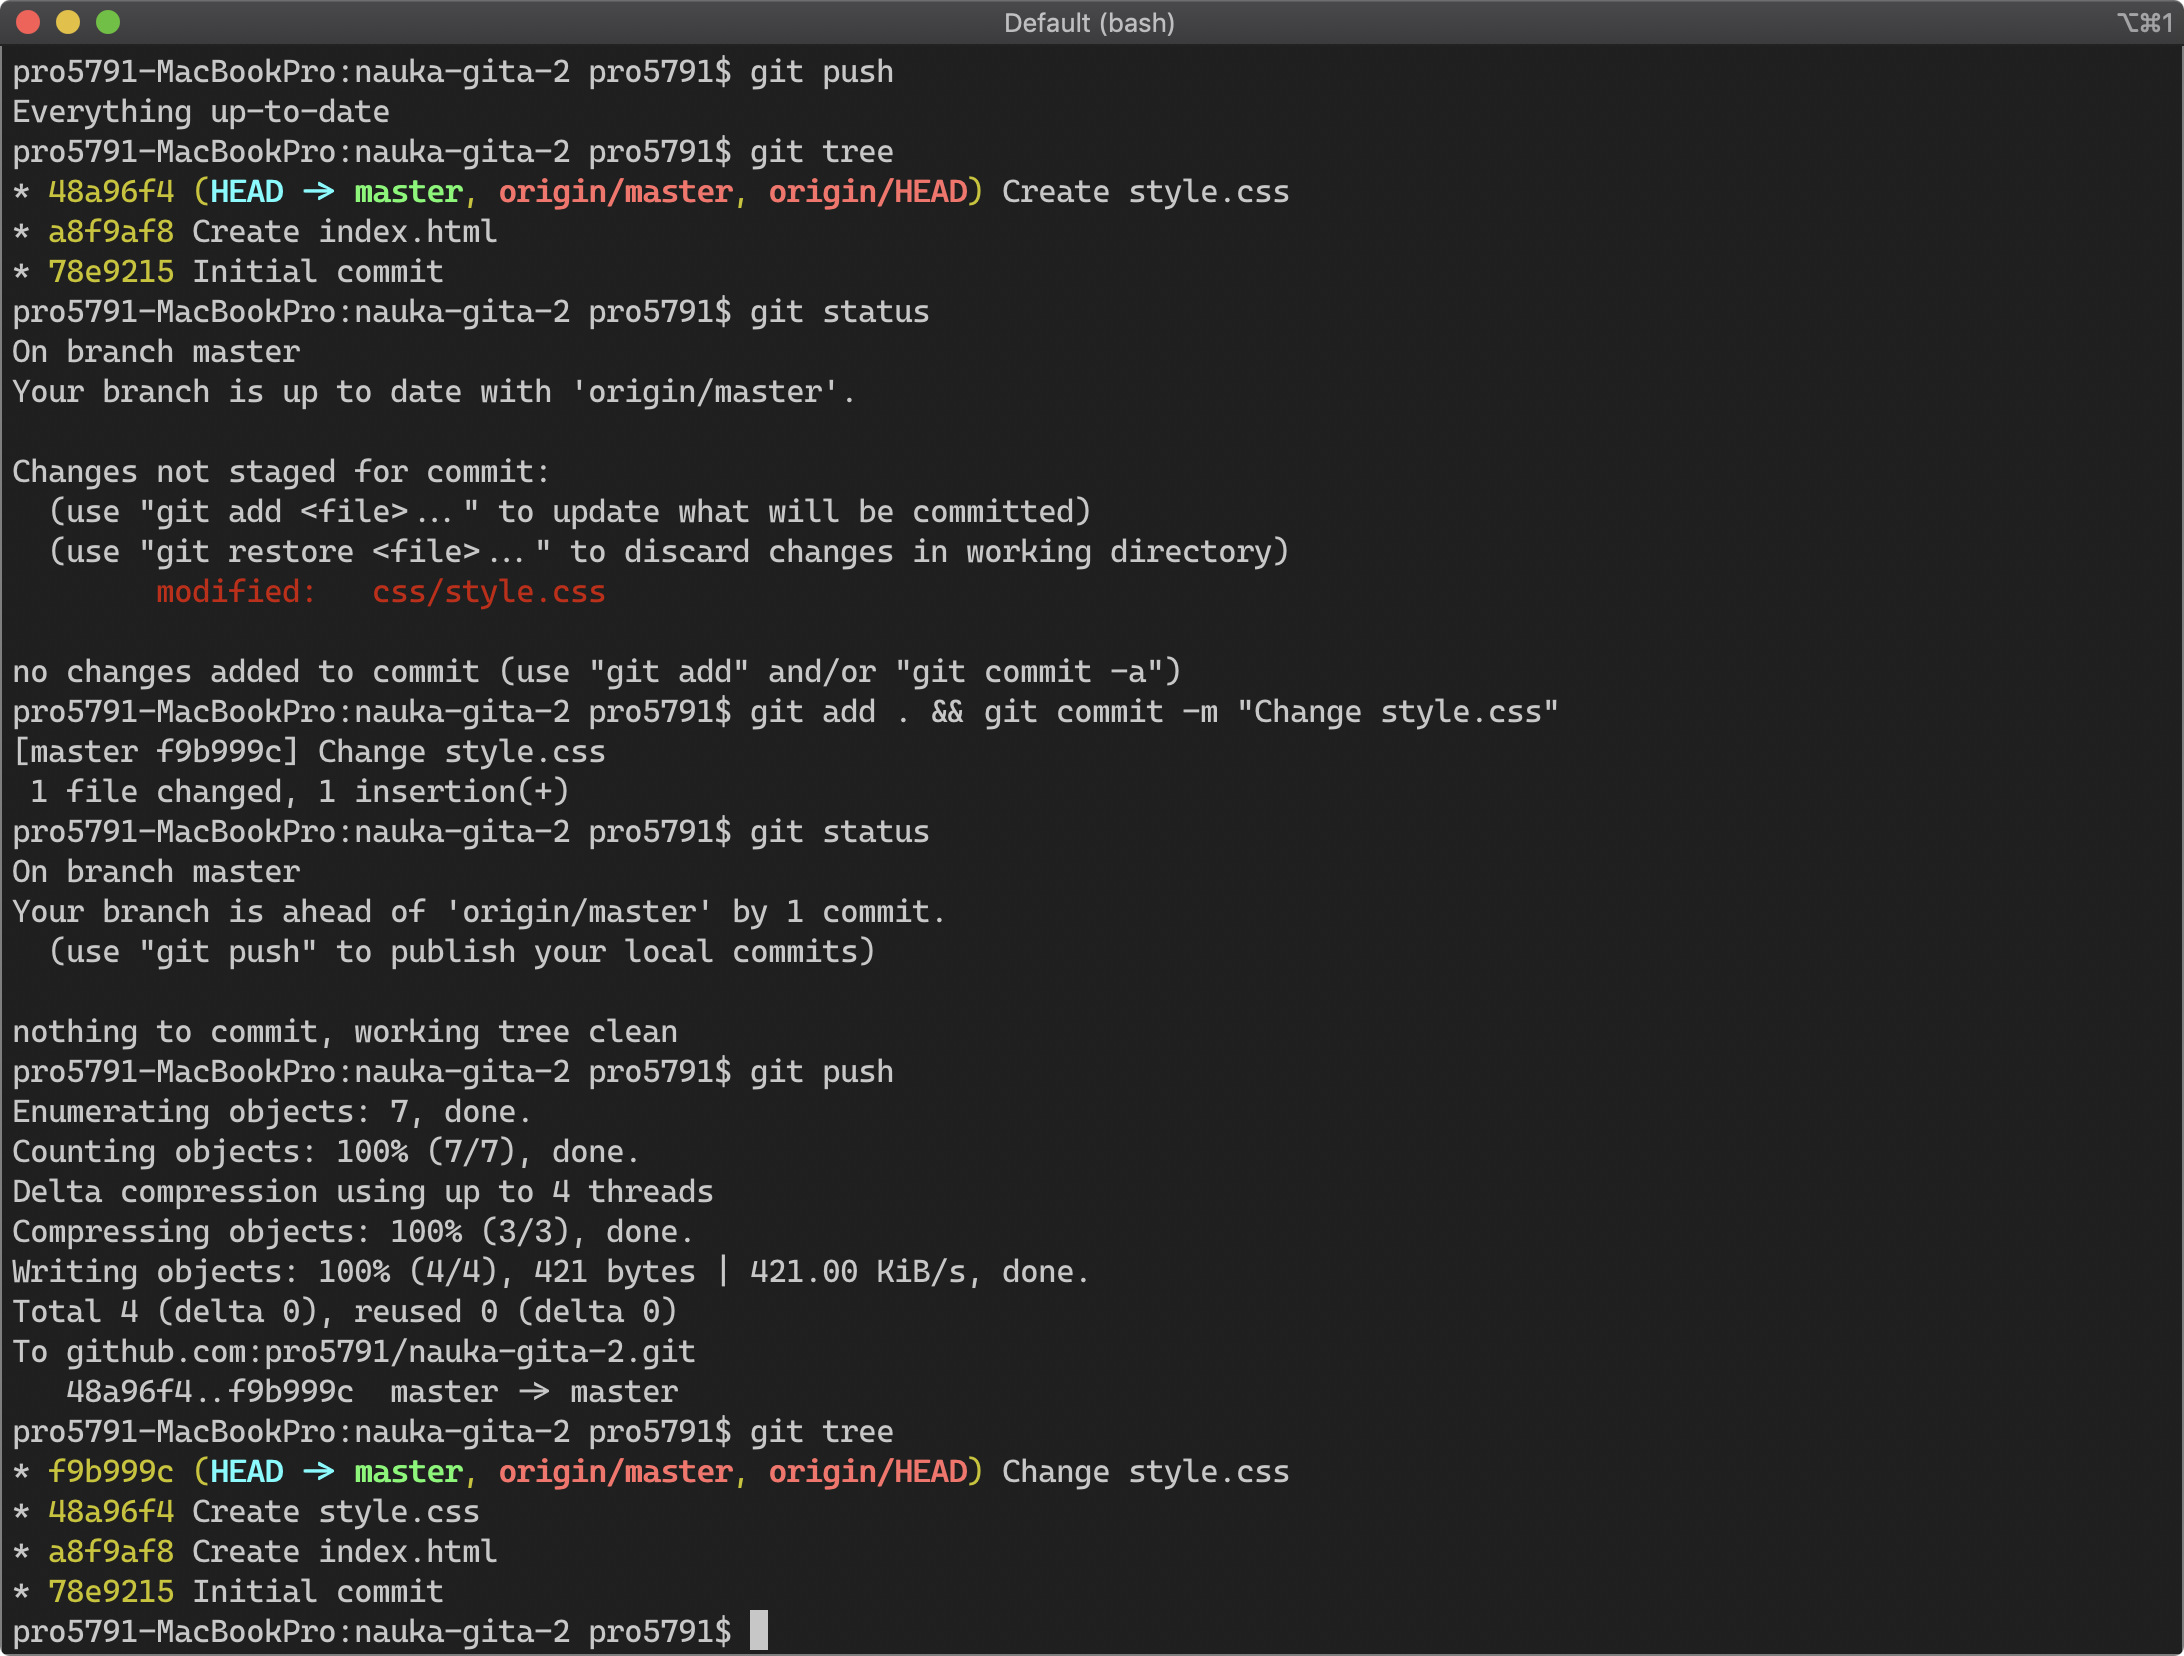 Default (bash)
⌥⌘1
pro5791-MacBookPro:nauka-gita-2 pro5791$ git push
Everything up-to-date
pro5791-MacBookPro:nauka-gita-2 pro5791$ git tree
* 48a96f4 (HEAD -> master, origin/master, origin/HEAD) Create style.css
* a8f9af8 Create index.html
* 78e9215 Initial commit
pro5791-MacBookPro:nauka-gita-2 pro5791$ git status
On branch master
Your branch is up to date with 'origin/master'.
Changes not staged for commit:
  (use "git add <file>..." to update what will be committed)
  (use "git restore <file>..." to discard changes in working directory)
        modified:   css/style.css
no changes added to commit (use "git add" and/or "git commit -a")
pro5791-MacBookPro:nauka-gita-2 pro5791$ git add . && git commit -m "Change style.css"
[master f9b999c] Change style.css
 1 file changed, 1 insertion(+)
pro5791-MacBookPro:nauka-gita-2 pro5791$ git status
On branch master
Your branch is ahead of 'origin/master' by 1 commit.
  (use "git push" to publish your local commits)
nothing to commit, working tree clean
pro5791-MacBookPro:nauka-gita-2 pro5791$ git push
Enumerating objects: 7, done.
Counting objects: 100% (7/7), done.
Delta compression using up to 4 threads
Compressing objects: 100% (3/3), done.
Writing objects: 100% (4/4), 421 bytes | 421.00 KiB/s, done.
Total 4 (delta 0), reused 0 (delta 0)
To github.com:pro5791/nauka-gita-2.git
   48a96f4..f9b999c  master -> master
pro5791-MacBookPro:nauka-gita-2 pro5791$ git tree
* f9b999c (HEAD -> master, origin/master, origin/HEAD) Change style.css
* 48a96f4 Create style.css
* a8f9af8 Create index.html
* 78e9215 Initial commit
pro5791-MacBookPro:nauka-gita-2 pro5791$